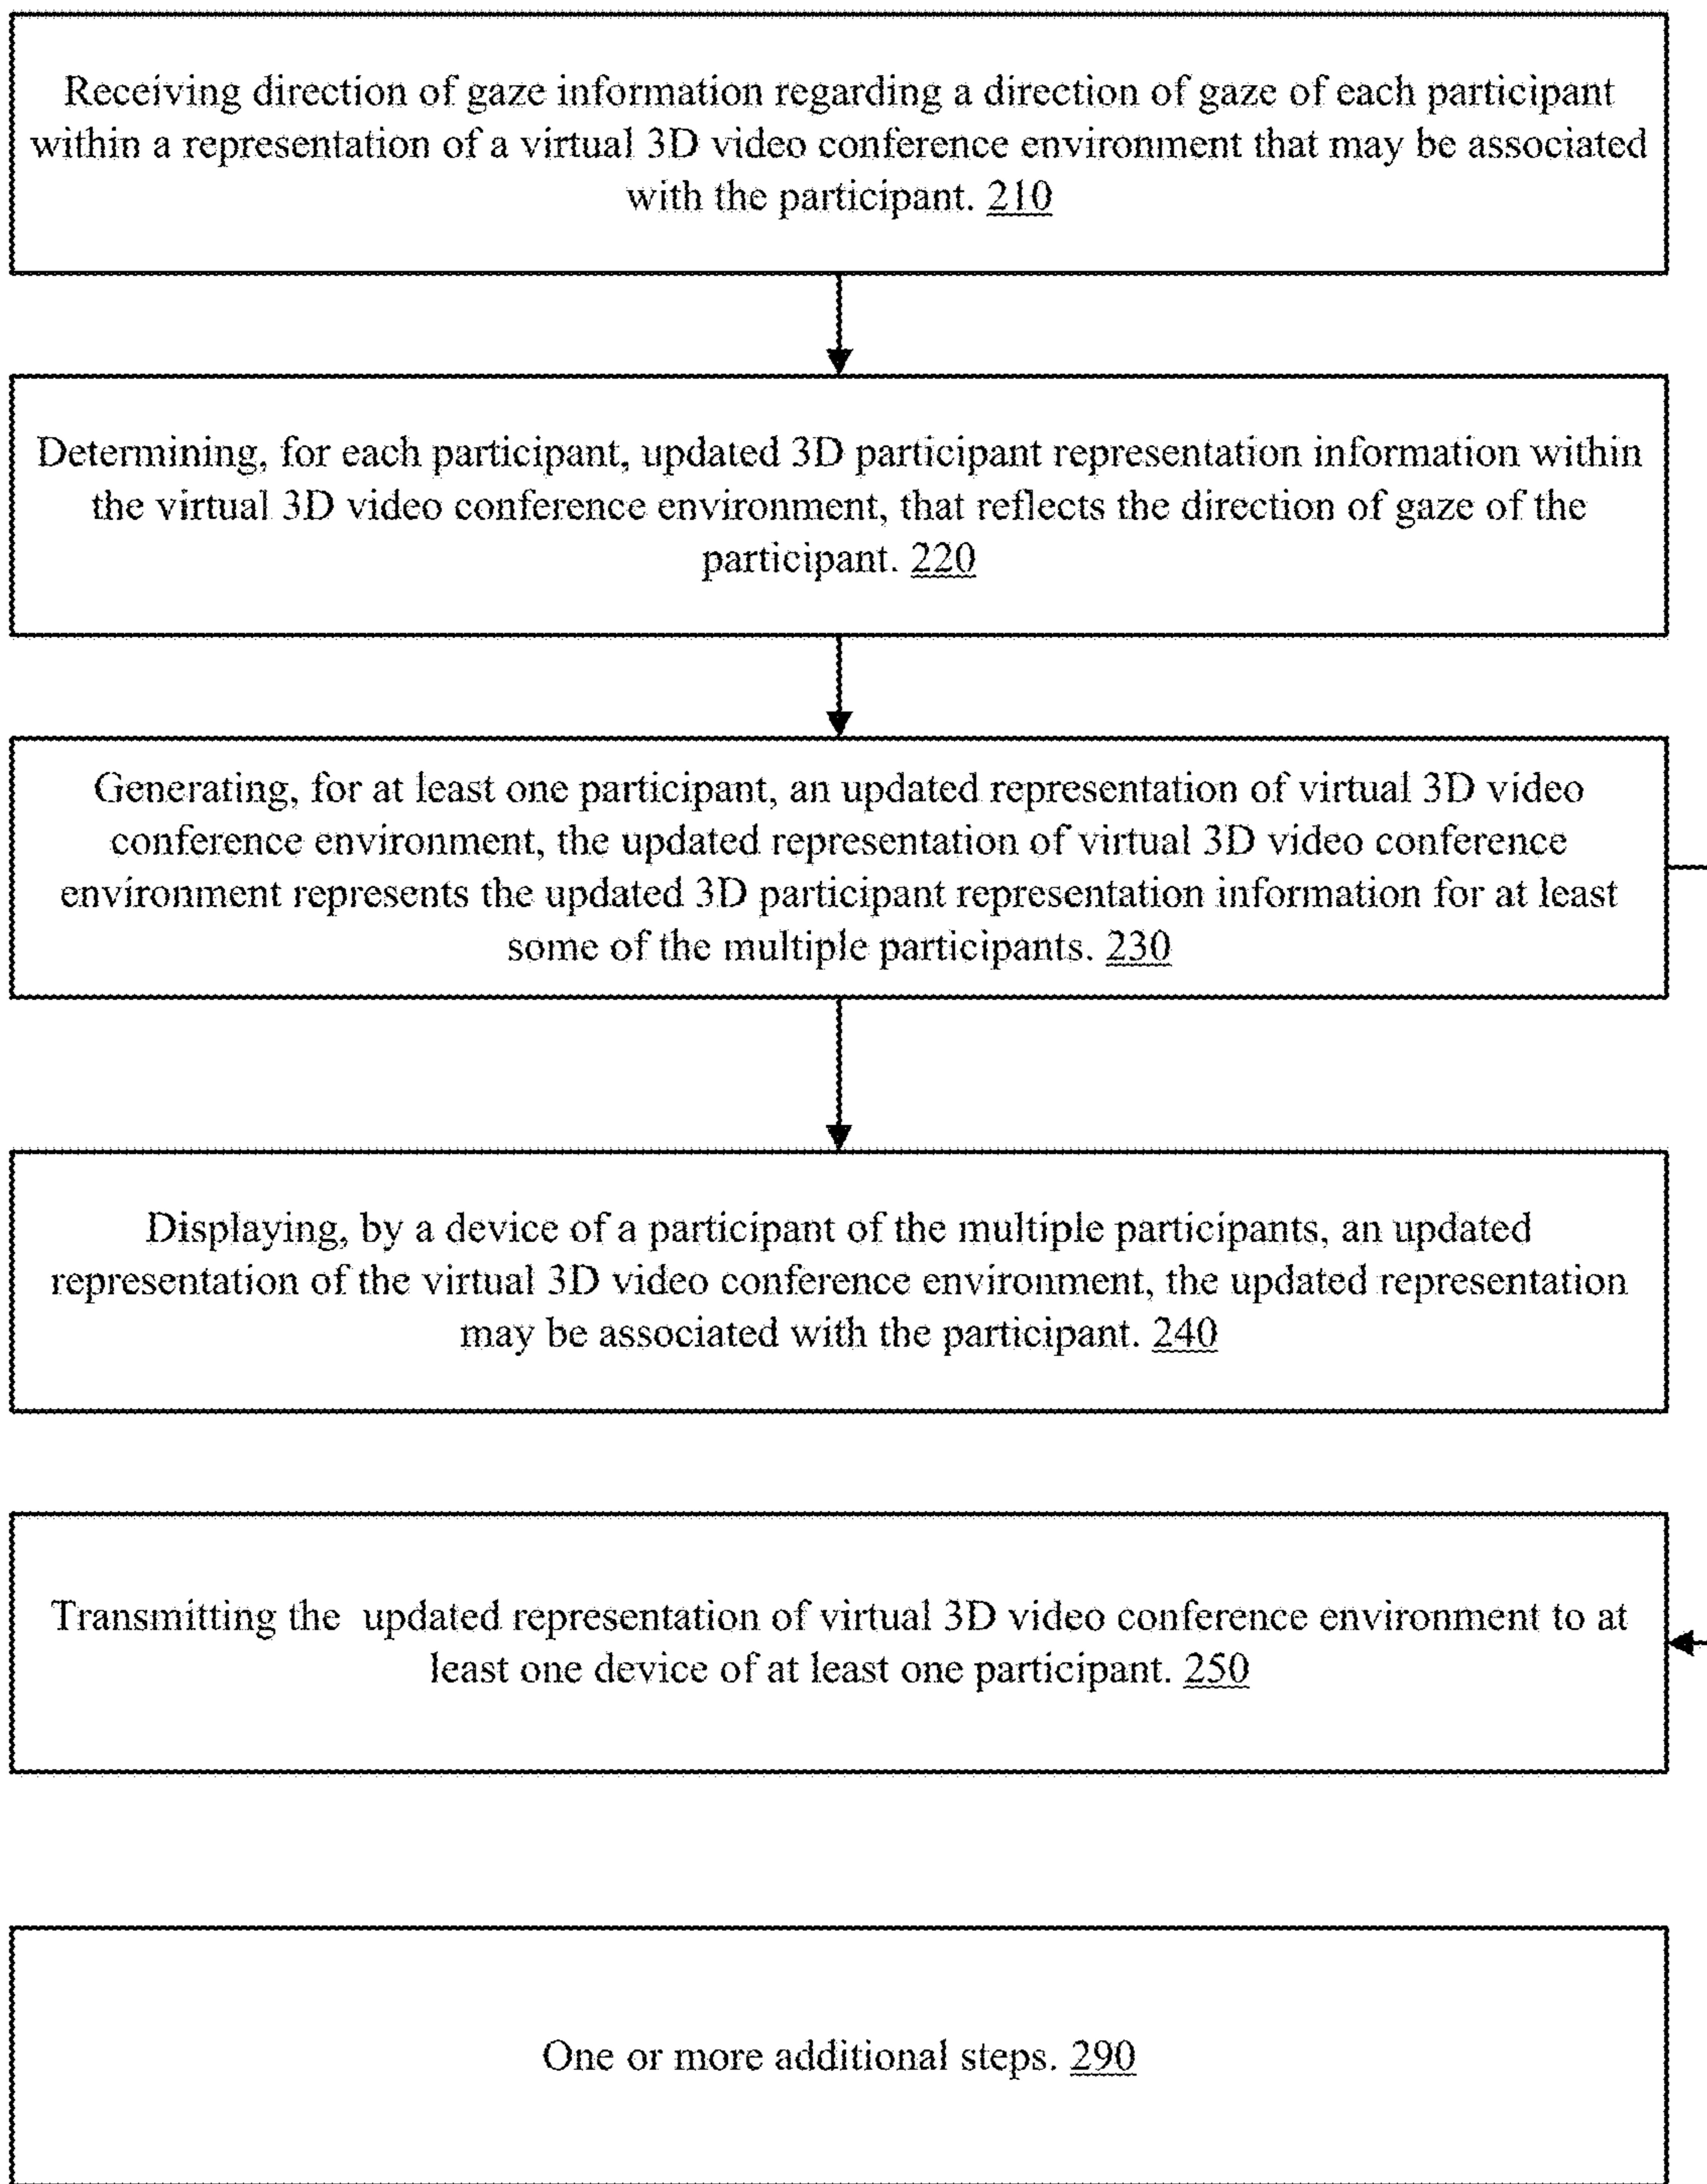 Receiving direction of gaze information regarding a direction of gaze of each participant
within a representation of a virtual 3D video conference environment that may be associated
with the participant. 210
Determining, for each participant, updated 3D participant representation information within
the virtual 3D video conference environment, that reflects the direction of gaze of the
participant. 220
Generating, for at least one participant, an updated representation of virtual 3D video
conference environment, the updated representation of virtual 3D video conference
environment represents the updated 3D participant representation information for at least
some of the multiple participants. 230
Displaying, by a device of a participant of the multiple participants, an updated
representation of the virtual 3D video conference environment, the updated representation
may be associated with the participant. 240
Transmitting the updated representation of virtual 3D video conference environment to at
least one device of at least one participant. 250
One or more additional steps. 290